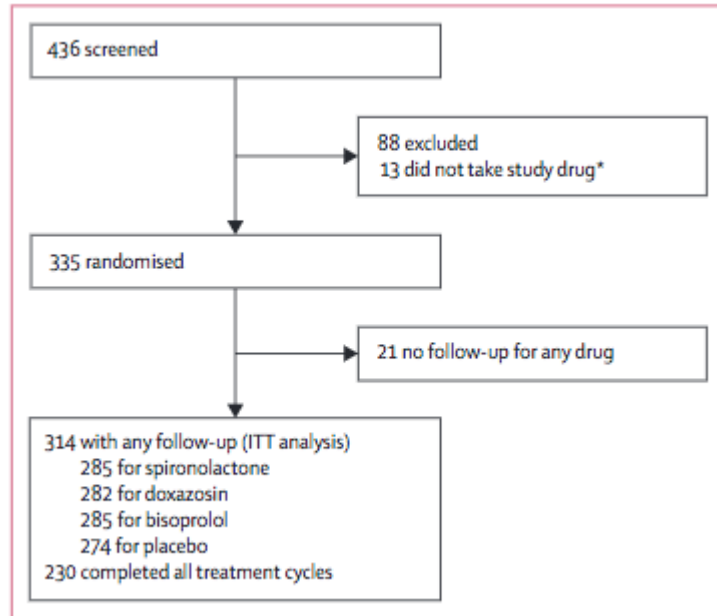 436 screened
88 excluded
13 did not take study drug*
335 randomised
21 no follow-up for any drug
314 with any follow-up (ITT analysis)
285 for spironolactone
282 for doxazosin
285 for bisoprolol
274 for placebo
230 completed all treatment cycles